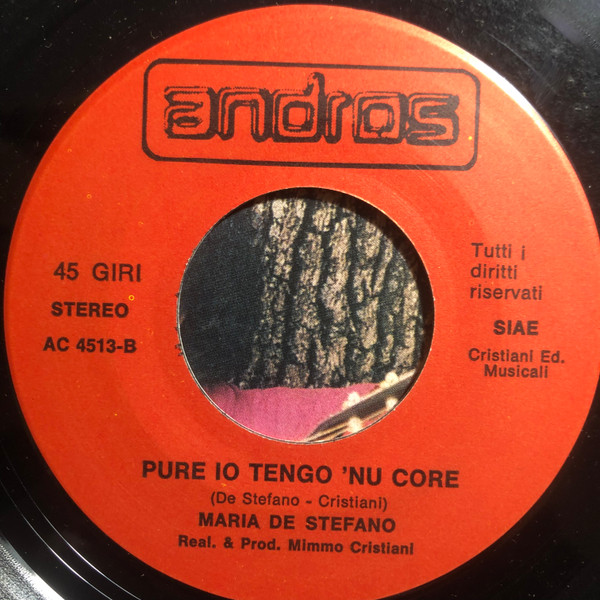 andros
45 GIRI
STEREO
AC 4513-B
Tutti i
diritti
riservati
SIAE
Cristiani Ed.
Musicali
PURE IO TENGO 'NU CORE
(De Stefano - Cristiani)
MARIA DE STEFANO
Real. & Prod. Mimmo Cristiani